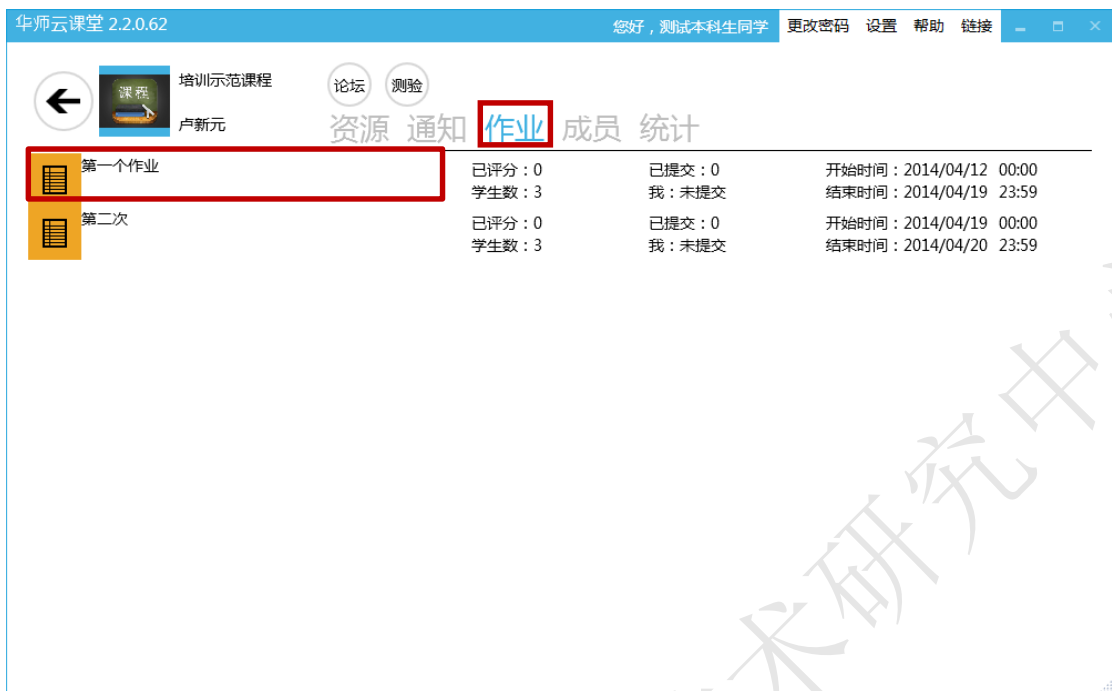 华师云课堂 2.2.0.62 您好，测试本科生同学 更改密码 设置 帮助 链接
课程
培训示范课程
卢新元
论坛 测验
资源 通知 作业 成员 统计
第一个作业 已评分：0 已提交：0 开始时间：2014/04/12 00:00
学生数：3 我：未提交 结束时间：2014/04/19 23:59
第二次 已评分：0 已提交：0 开始时间：2014/04/19 00:00
学生数：3 我：未提交 结束时间：2014/04/20 23:59
术研究中